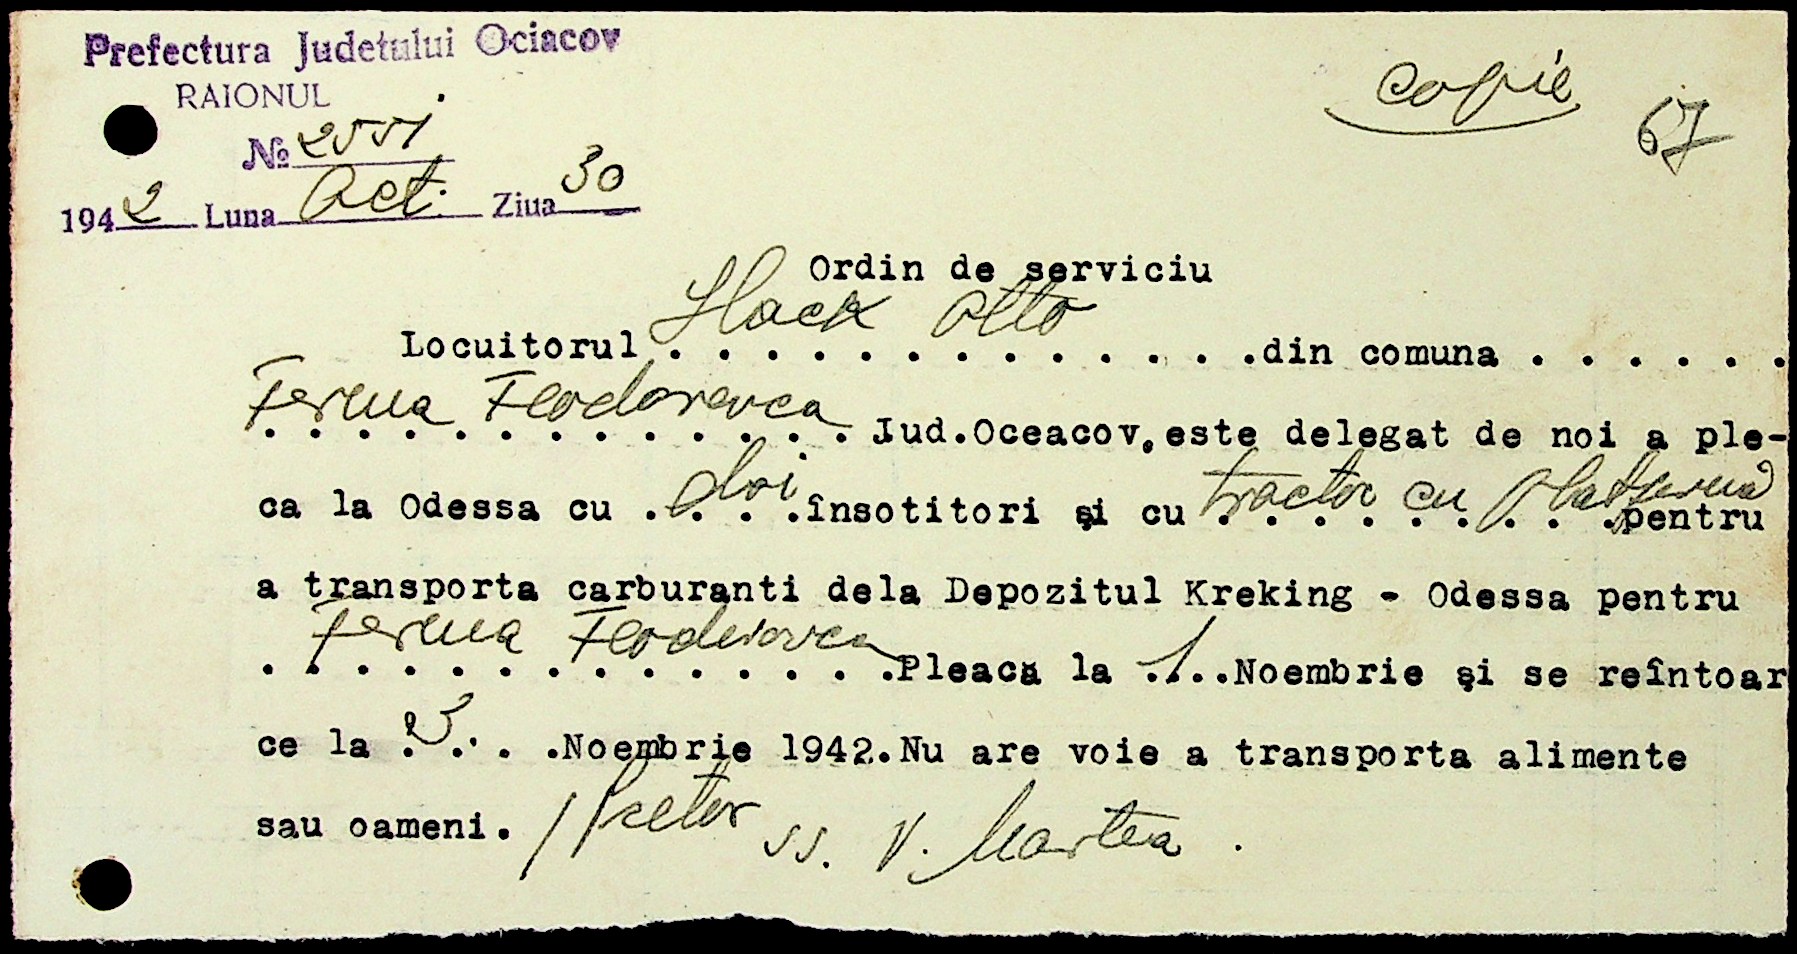 Prefectura Judetului Ociacov
RAIONUL
copie
67
№ 2551
1942 Luna Oct. Ziua 30
Ordin de serviciu
Locuitorul Hack Otto . . . . . . . . . . . . . din comuna . . . . . .
Ferma Feodorovca . . . . . . . . . . . . . Iud.Oceacov,este delegat de noi a ple-
ca la Odessa cu . doi . . .însotitori şi cu tractor cu platformă . . . . . . . . .pentru
a transporta carburanti dela Depozitul Kreking - Odessa pentru
Ferma Feodorovca . . . . . . . . . . . . . .Pleacă la .1..Noembrie şi se reîntoar
ce la . 3 . . .Noembrie 1942.Nu are voie a transporta alimente
sau oameni. / Pretor ss. V.